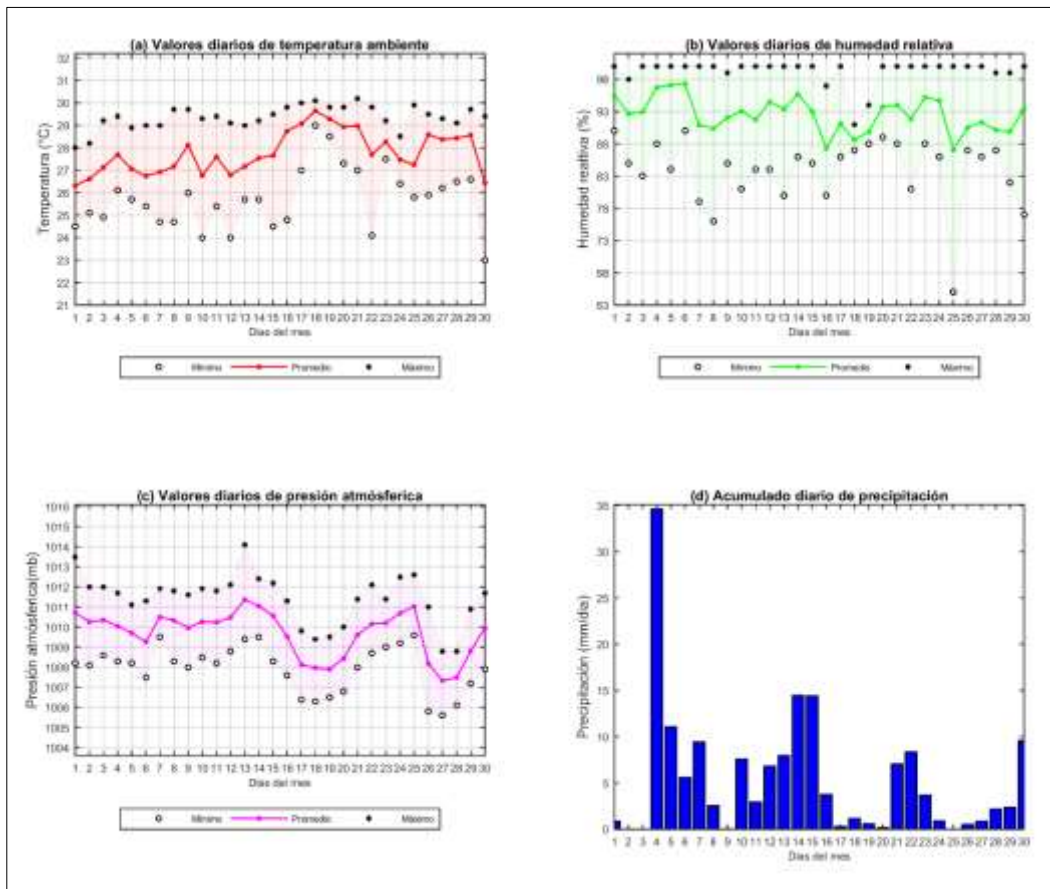 (a) Valores diarios de temperatura ambiente
Temperatura (°C)
32
31
30
29
28
27
26
25
24
23
22
21
1 2 3 4 5 6 7 8 9 10 11 12 13 14 15 16 17 18 19 20 21 22 23 24 25 26 27 28 29 30
Dias del mes
Mínimo Promedio Máximo
(b) Valores diarios de humedad relativa
98
93
88
83
78
73
68
63
1 2 3 4 5 6 7 8 9 10 11 12 13 14 15 16 17 18 19 20 21 22 23 24 25 26 27 28 29 30
Dias del mes
Mínimo Promedio Máximo
(c) Valores diarios de presión atmósferica
Presión atmósferica(mb)
1016
1015
1014
1013
1012
1011
1010
1009
1008
1007
1006
1005
1004
1 2 3 4 5 6 7 8 9 10 11 12 13 14 15 16 17 18 19 20 21 22 23 24 25 26 27 28 29 30
Dias del mes
Mínimo Promedio Máximo
(d) Acumulado diario de precipitación
Precipitación (mm/día)
35
30
25
20
15
10
5
0
1 2 3 4 5 6 7 8 9 10 11 12 13 14 15 16 17 18 19 20 21 22 23 24 25 26 27 28 29 30
Dias del mes